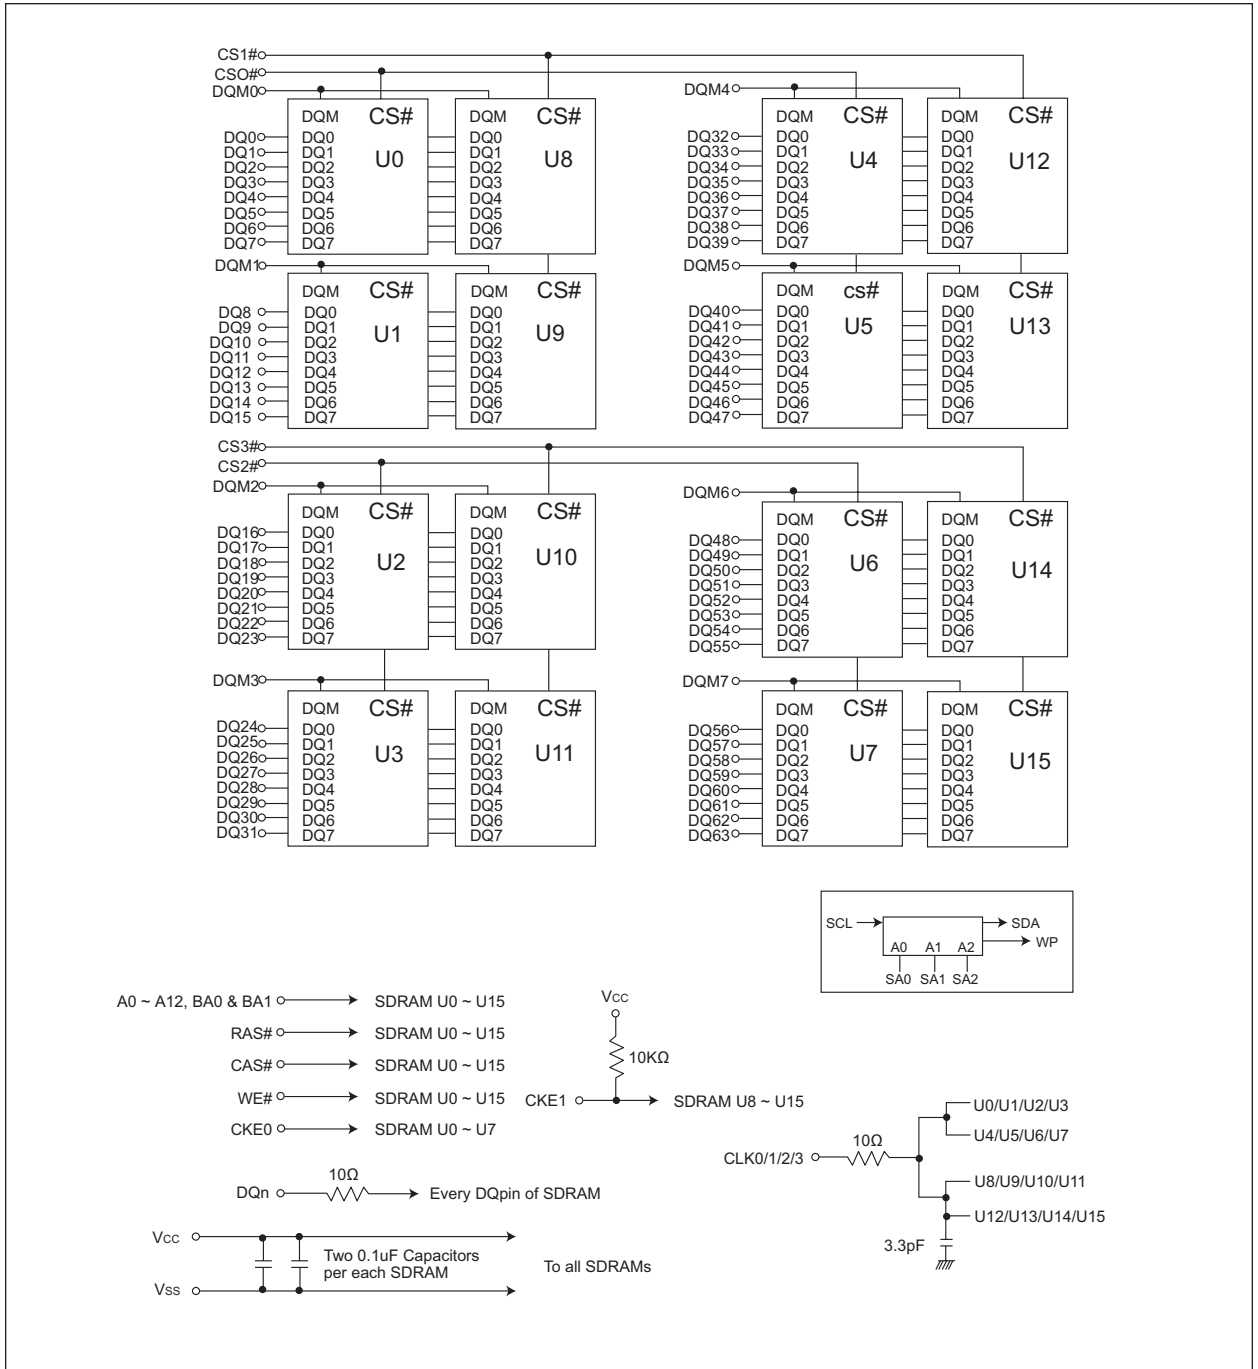 CS1#
CSO#
DQM0
DQM CS#
U0
DQ0 DQ0
DQ1 DQ1
DQ2 DQ2
DQ3 DQ3
DQ4 DQ4
DQ5 DQ5
DQ6 DQ6
DQ7 DQ7
DQM CS#
U8
DQ0
DQ1
DQ2
DQ3
DQ4
DQ5
DQ6
DQ7
DQM4
DQM CS#
U4
DQ32 DQ0
DQ33 DQ1
DQ34 DQ2
DQ35 DQ3
DQ36 DQ4
DQ37 DQ5
DQ38 DQ6
DQ39 DQ7
DQM CS#
U12
DQ0
DQ1
DQ2
DQ3
DQ4
DQ5
DQ6
DQ7
DQM1
DQM CS#
U1
DQ8 DQ0
DQ9 DQ1
DQ10 DQ2
DQ11 DQ3
DQ12 DQ4
DQ13 DQ5
DQ14 DQ6
DQ15 DQ7
DQM CS#
U9
DQ0
DQ1
DQ2
DQ3
DQ4
DQ5
DQ6
DQ7
DQM5
DQM cs#
U5
DQ40 DQ0
DQ41 DQ1
DQ42 DQ2
DQ43 DQ3
DQ44 DQ4
DQ45 DQ5
DQ46 DQ6
DQ47 DQ7
DQM CS#
U13
DQ0
DQ1
DQ2
DQ3
DQ4
DQ5
DQ6
DQ7
CS3#
CS2#
DQM2
DQM CS#
U2
DQ16 DQ0
DQ17 DQ1
DQ18 DQ2
DQ19 DQ3
DQ20 DQ4
DQ21 DQ5
DQ22 DQ6
DQ23 DQ7
DQM CS#
U10
DQ0
DQ1
DQ2
DQ3
DQ4
DQ5
DQ6
DQ7
DQM6
DQM CS#
U6
DQ48 DQ0
DQ49 DQ1
DQ50 DQ2
DQ51 DQ3
DQ52 DQ4
DQ53 DQ5
DQ54 DQ6
DQ55 DQ7
DQM CS#
U14
DQ0
DQ1
DQ2
DQ3
DQ4
DQ5
DQ6
DQ7
DQM3
DQM CS#
U3
DQ24 DQ0
DQ25 DQ1
DQ26 DQ2
DQ27 DQ3
DQ28 DQ4
DQ29 DQ5
DQ30 DQ6
DQ31 DQ7
DQM CS#
U11
DQ0
DQ1
DQ2
DQ3
DQ4
DQ5
DQ6
DQ7
DQM7
DQM CS#
U7
DQ56 DQ0
DQ57 DQ1
DQ58 DQ2
DQ59 DQ3
DQ60 DQ4
DQ61 DQ5
DQ62 DQ6
DQ63 DQ7
DQM CS#
U15
DQ0
DQ1
DQ2
DQ3
DQ4
DQ5
DQ6
DQ7
SCL SDA
WP
A0 A1 A2
SA0 SA1 SA2
A0 ~ A12, BA0 & BA1 SDRAM U0 ~ U15
RAS# SDRAM U0 ~ U15
CAS# SDRAM U0 ~ U15
WE# SDRAM U0 ~ U15
CKE0 SDRAM U0 ~ U7
Vcc
10KΩ
CKE1 SDRAM U8 ~ U15
CLK0/1/2/3 10Ω
U0/U1/U2/U3
U4/U5/U6/U7
U8/U9/U10/U11
U12/U13/U14/U15
3.3pF
10Ω
DQn Every DQpin of SDRAM
Vcc
Two 0.1uF Capacitors
per each SDRAM
To all SDRAMs
Vss